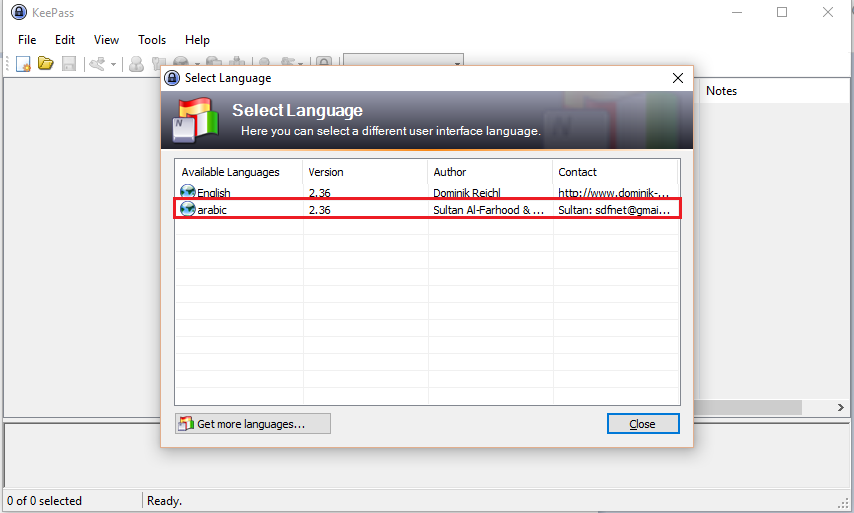 KeePass
File Edit View Tools Help
Select Language
Select Language
Here you can select a different user interface language.
Notes
Available Languages Version Author Contact
English 2.36 Dominik Reichl http://www.dominik-...
arabic 2.36 Sultan Al-Farhood & ... Sultan: sdfnet@gmai...
Get more languages... Close
0 of 0 selected Ready.